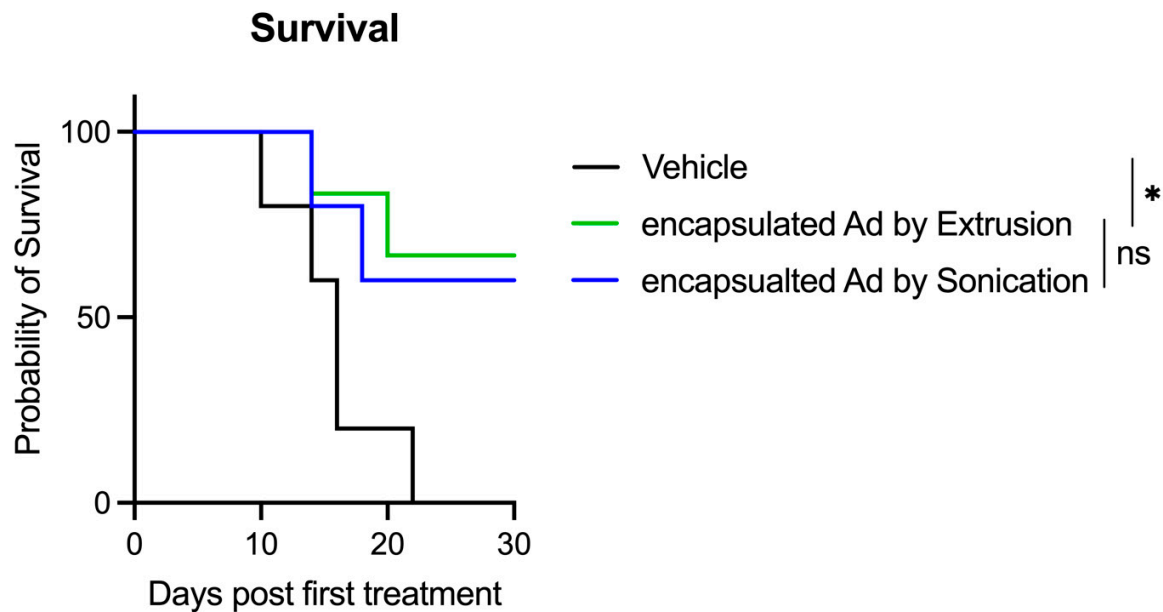 Survival
Probability of Survival
100
50
0
0 10 20 30
Days post first treatment
Vehicle
encapsulated Ad by Extrusion
encapsualted Ad by Sonication
*
ns